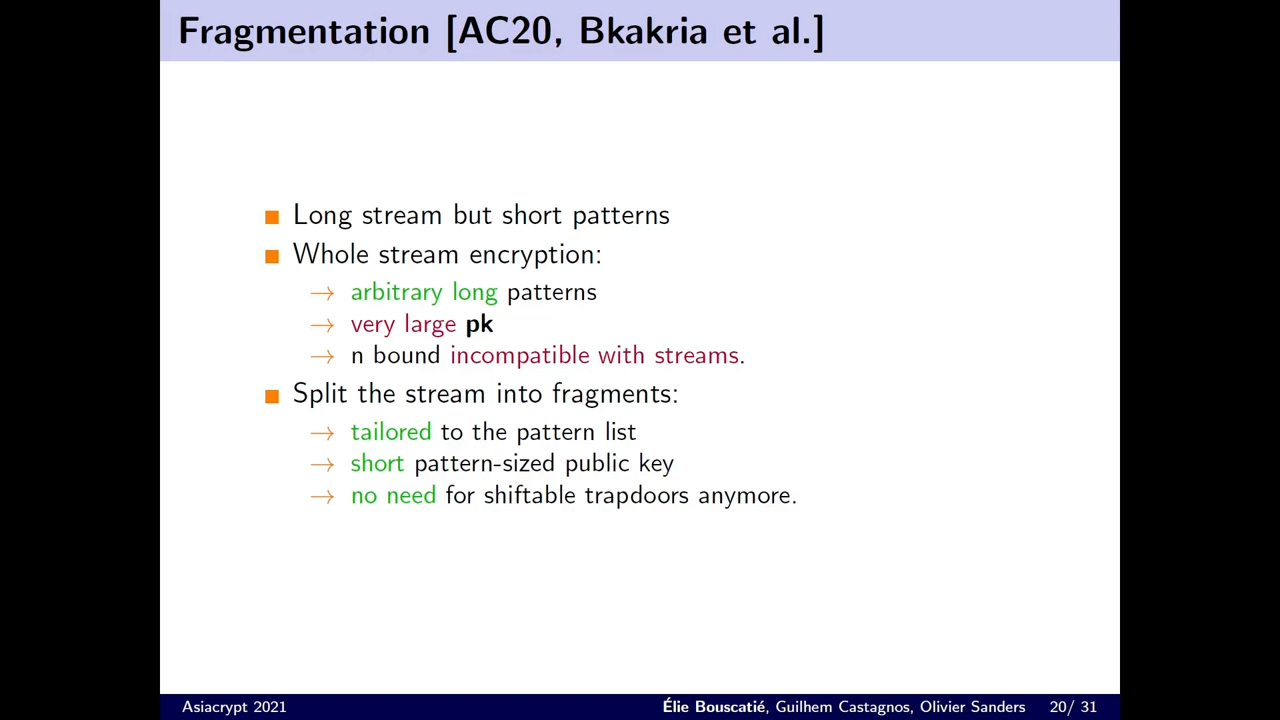 Fragmentation [AC20, Bkakria et al.]
Long stream but short patterns
Whole stream encryption:
→ arbitrary long patterns
→ very large pk
→ n bound incompatible with streams.
Split the stream into fragments:
→ tailored to the pattern list
→ short pattern-sized public key
→ no need for shiftable trapdoors anymore.
Asiacrypt 2021
Élie Bouscatié, Guilhem Castagnos, Olivier Sanders
20/ 31